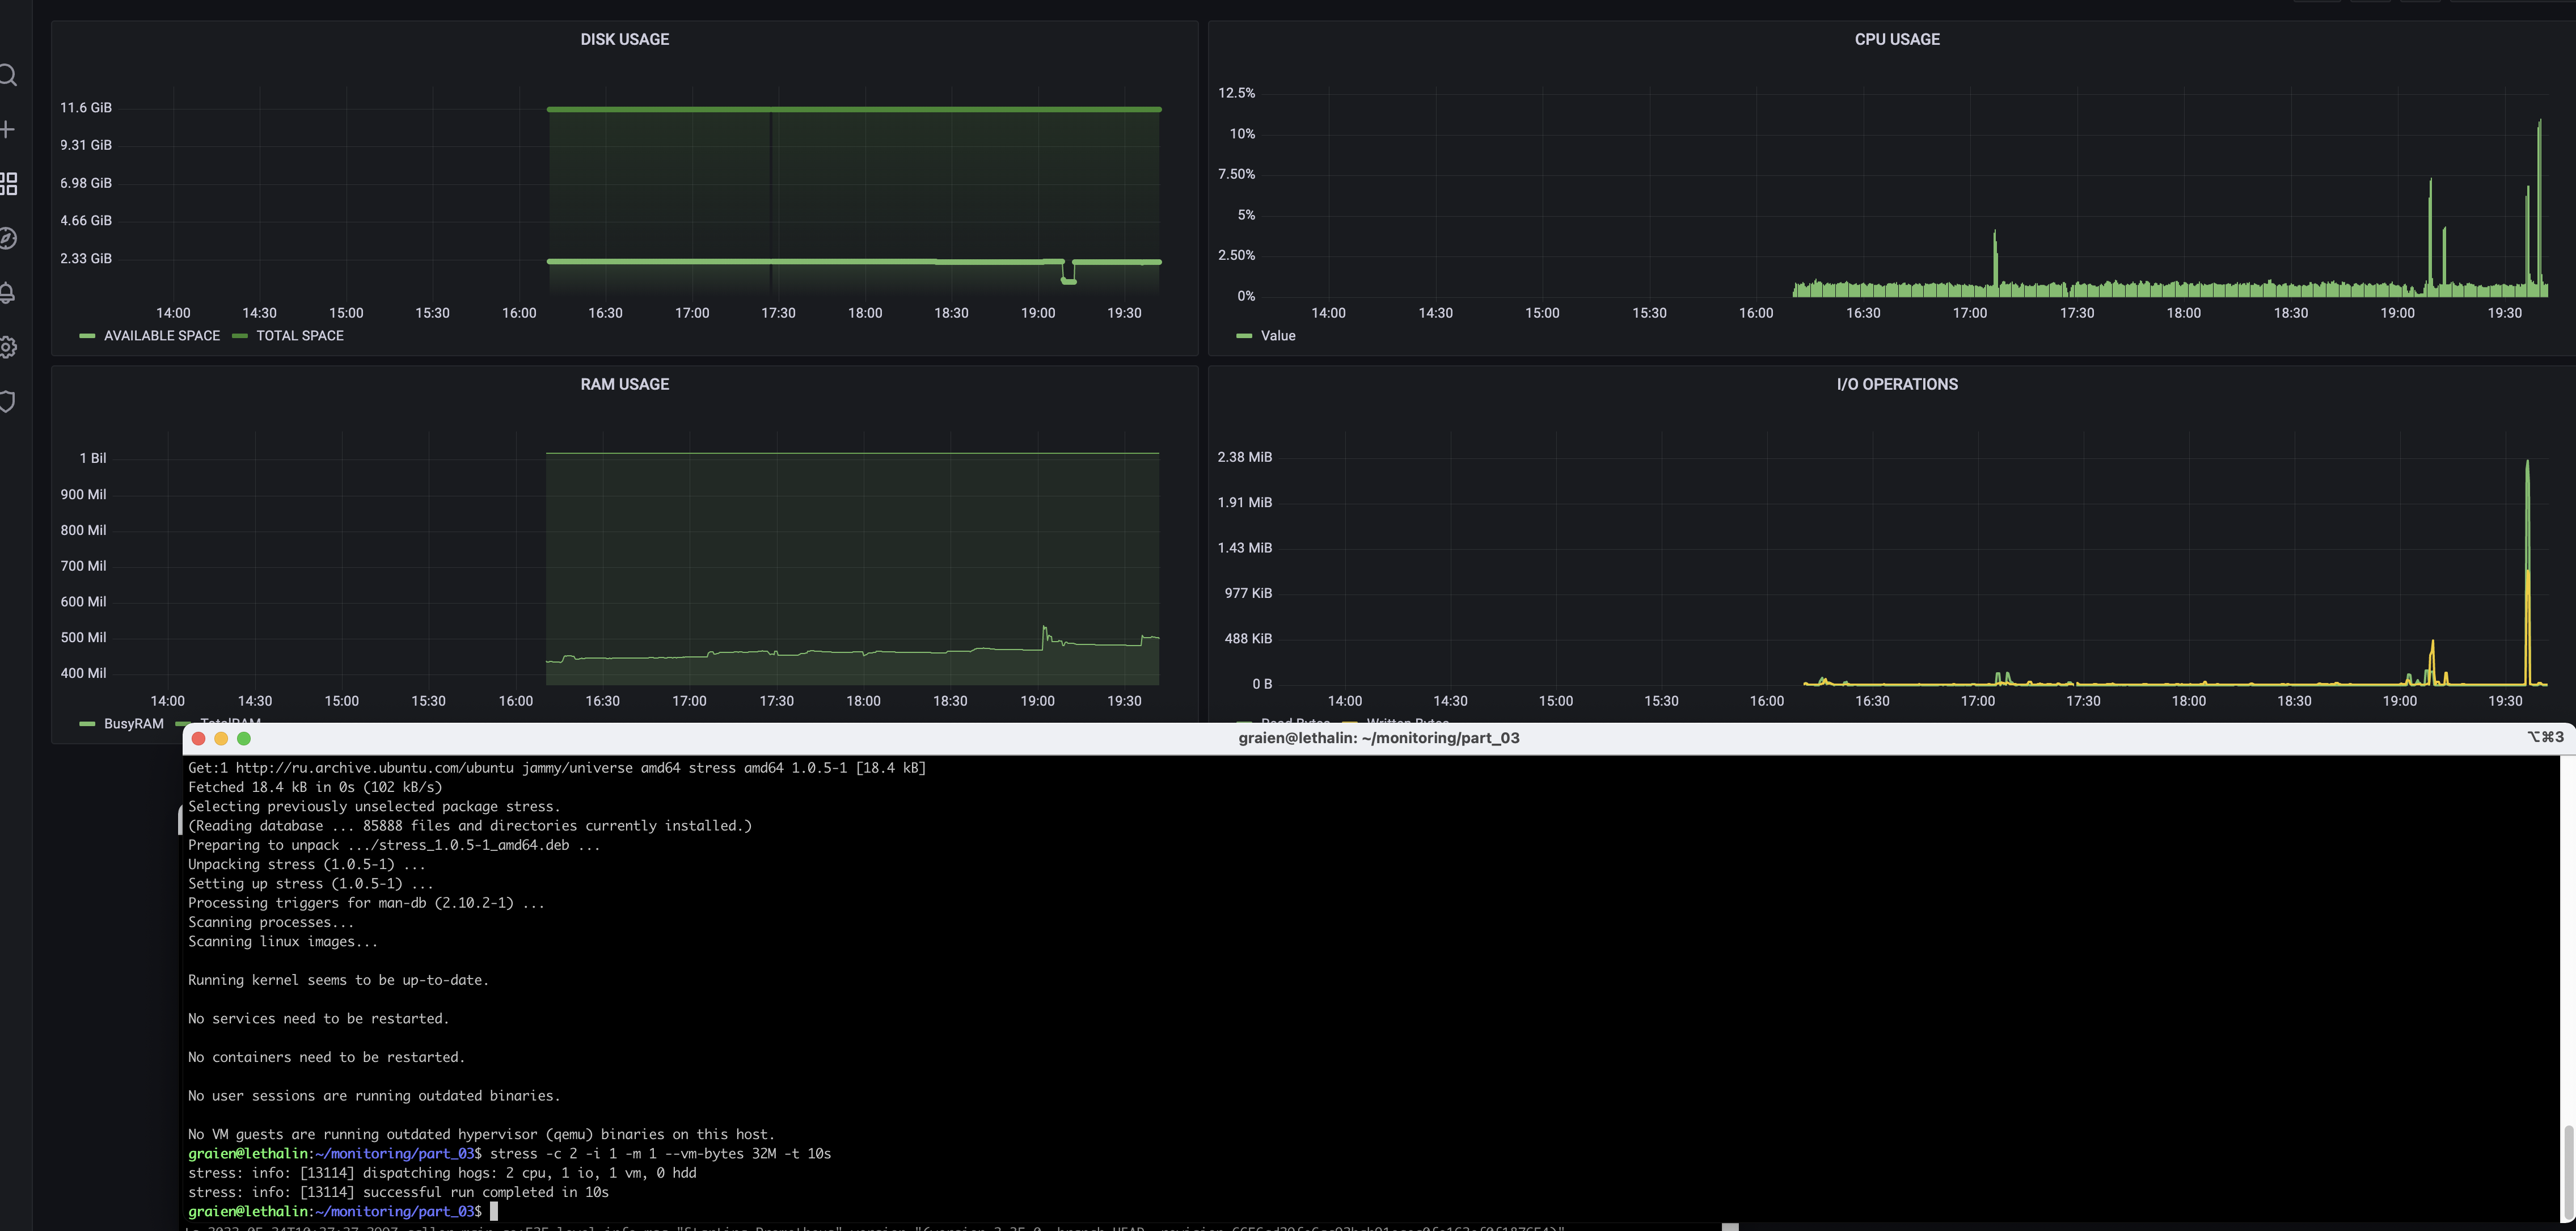 DISK USAGE
11.6 GiB
9.31 GiB
6.98 GiB
4.66 GiB
2.33 GiB
14:00 14:30 15:00 15:30 16:00 16:30 17:00 17:30 18:00 18:30 19:00 19:30
AVAILABLE SPACE TOTAL SPACE
CPU USAGE
12.5%
10%
7.50%
5%
2.50%
0%
14:00 14:30 15:00 15:30 16:00 16:30 17:00 17:30 18:00 18:30 19:00 19:30
Value
RAM USAGE
1 Bil
900 Mil
800 Mil
700 Mil
600 Mil
500 Mil
400 Mil
14:00 14:30 15:00 15:30 16:00 16:30 17:00 17:30 18:00 18:30 19:00 19:30
BusyRAM TotalRAM
I/O OPERATIONS
2.38 MiB
1.91 MiB
1.43 MiB
977 KiB
488 KiB
0 B
14:00 14:30 15:00 15:30 16:00 16:30 17:00 17:30 18:00 18:30 19:00 19:30
Read Bytes Written Bytes
graien@lethalin: ~/monitoring/part_03
⌥⌘3
Get:1 http://ru.archive.ubuntu.com/ubuntu jammy/universe amd64 stress amd64 1.0.5-1 [18.4 kB]
Fetched 18.4 kB in 0s (102 kB/s)
Selecting previously unselected package stress.
(Reading database ... 85888 files and directories currently installed.)
Preparing to unpack .../stress_1.0.5-1_amd64.deb ...
Unpacking stress (1.0.5-1) ...
Setting up stress (1.0.5-1) ...
Processing triggers for man-db (2.10.2-1) ...
Scanning processes...
Scanning linux images...
Running kernel seems to be up-to-date.
No services need to be restarted.
No containers need to be restarted.
No user sessions are running outdated binaries.
No VM guests are running outdated hypervisor (qemu) binaries on this host.
graien@lethalin:~/monitoring/part_03$ stress -c 2 -i 1 -m 1 --vm-bytes 32M -t 10s
stress: info: [13114] dispatching hogs: 2 cpu, 1 io, 1 vm, 0 hdd
stress: info: [13114] successful run completed in 10s
graien@lethalin:~/monitoring/part_03$